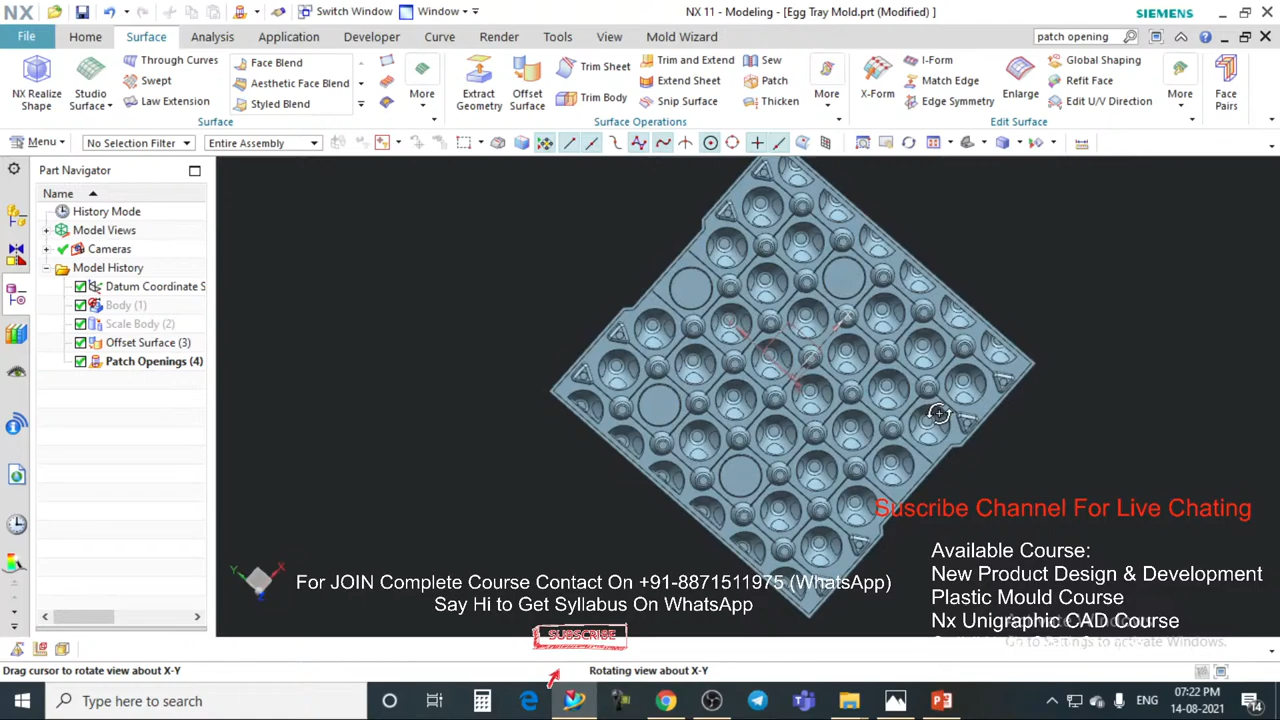 NX Switch Window Window NX 11 - Modeling - [Egg Tray Mold.prt (Modified) ] SIEMENS
File Home Surface Analysis Application Developer Curve Render Tools View Mold Wizard patch opening
NX Realize Shape
Studio Surface
Through Curves
Swept
Law Extension
Face Blend
Aesthetic Face Blend
Styled Blend
More
Surface
Extract Geometry
Offset Surface
Trim Sheet
Trim Body
Trim and Extend
Extend Sheet
Snip Surface
Sew
Patch
Thicken
More
Surface Operations
X-Form
I-Form
Match Edge
Edge Symmetry
Enlarge
Global Shaping
Refit Face
Edit U/V Direction
More
Face Pairs
Edit Surface
Menu No Selection Filter Entire Assembly
Part Navigator
Name
History Mode
Model Views
Cameras
Model History
Datum Coordinate S
Body (1)
Scale Body (2)
Offset Surface (3)
Patch Openings (4)
Suscribe Channel For Live Chating
Available Course:
New Product Design & Development
Plastic Mould Course
Nx Unigraphic CAD Course
For JOIN Complete Course Contact On +91-8871511975 (WhatsApp)
Say Hi to Get Syllabus On WhatsApp
SUBSCRIBE
Go to Settings to activate Windows.
Drag cursor to rotate view about X-Y Rotating view about X-Y
Type here to search
ENG
07:22 PM
14-08-2021
14